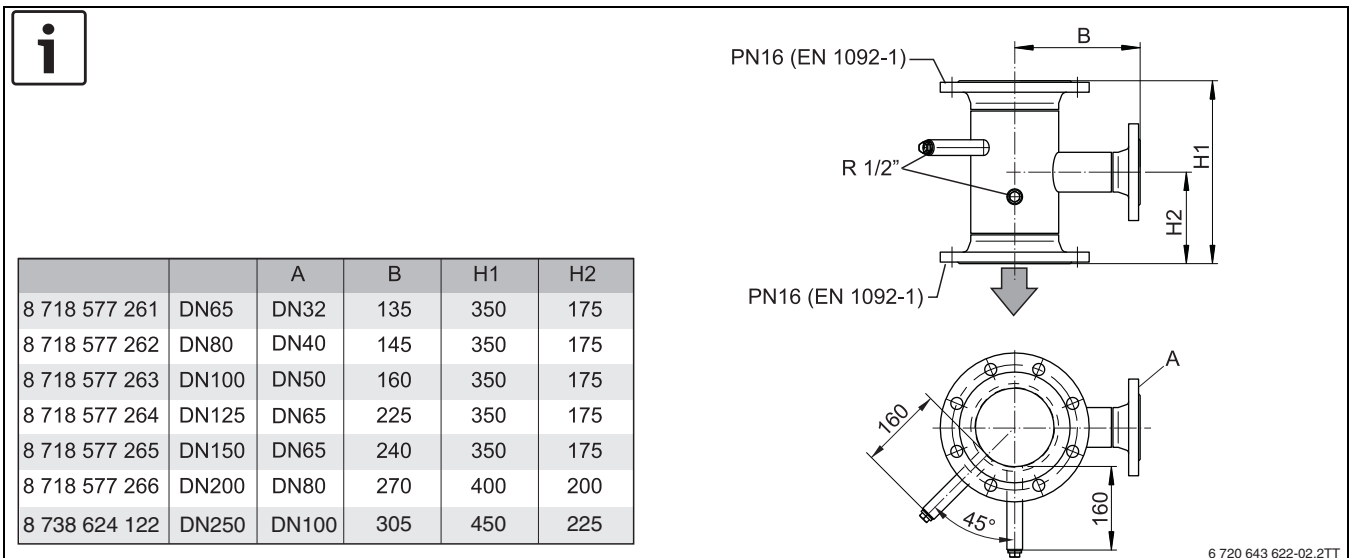 i
A B H1 H2
8 718 577 261 DN65 DN32 135 350 175
8 718 577 262 DN80 DN40 145 350 175
8 718 577 263 DN100 DN50 160 350 175
8 718 577 264 DN125 DN65 225 350 175
8 718 577 265 DN150 DN65 240 350 175
8 718 577 266 DN200 DN80 270 400 200
8 738 624 122 DN250 DN100 305 450 225
B
PN16 (EN 1092-1)
R 1/2”
H1
H2
PN16 (EN 1092-1)
A
160
45°
160
6 720 643 622-02.2TT